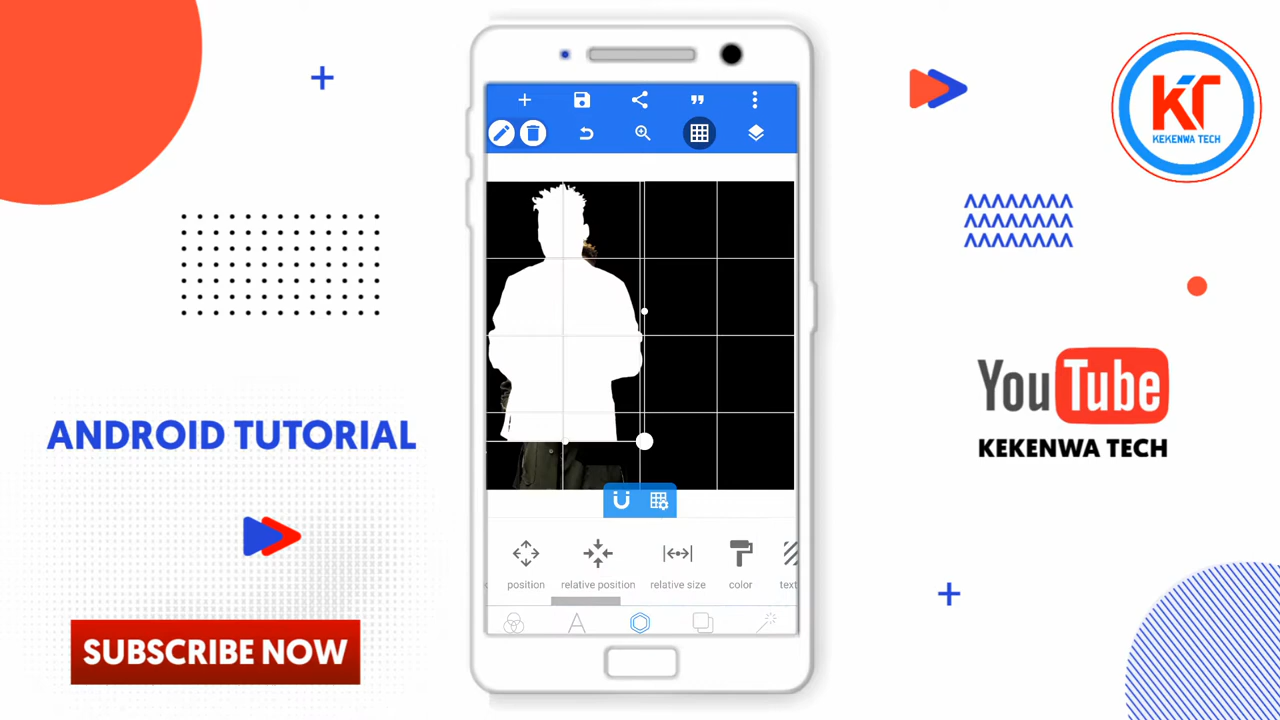 KT
KEKENWA TECH
ANDROID TUTORIAL
SUBSCRIBE NOW
position
relative position
relative size
color
text
YouTube
KEKENWA TECH